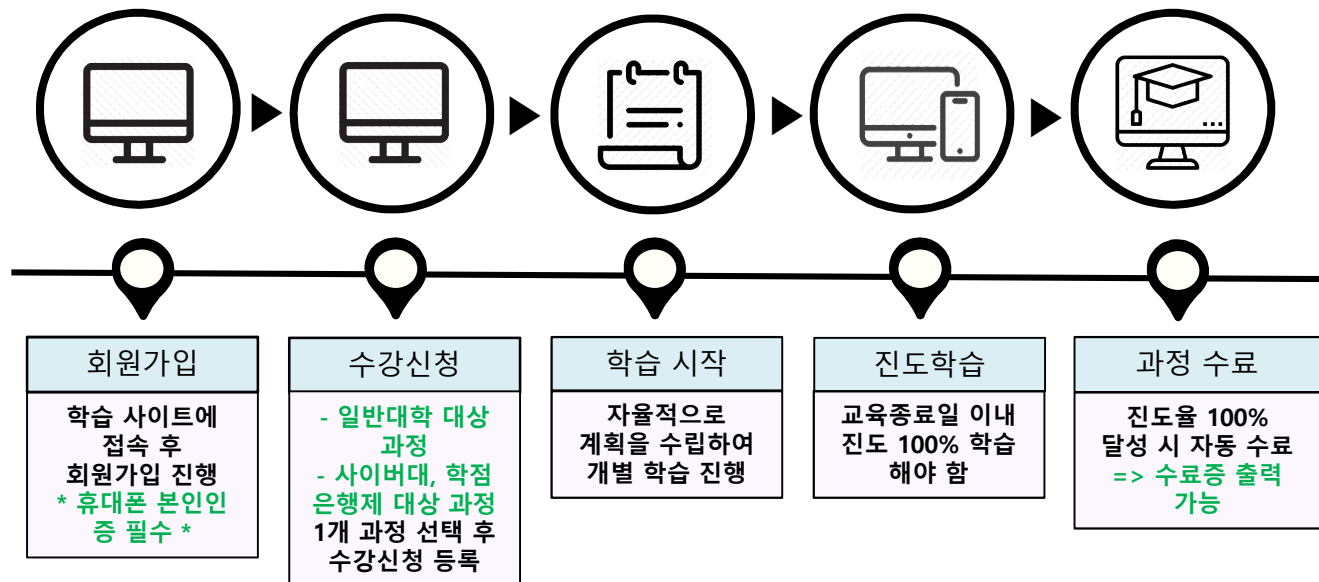 회원가입
학습 사이트에
접속 후
회원가입 진행
* 휴대폰 본인인
증 필수 *
수강신청
- 일반대학 대상
과정
- 사이버대, 학점
은행제 대상 과정
1개 과정 선택 후
수강신청 등록
학습 시작
자율적으로
계획을 수립하여
개별 학습 진행
진도학습
교육종료일 이내
진도 100% 학습
해야 함
과정 수료
진도율 100%
달성 시 자동 수료
=> 수료증 출력
가능